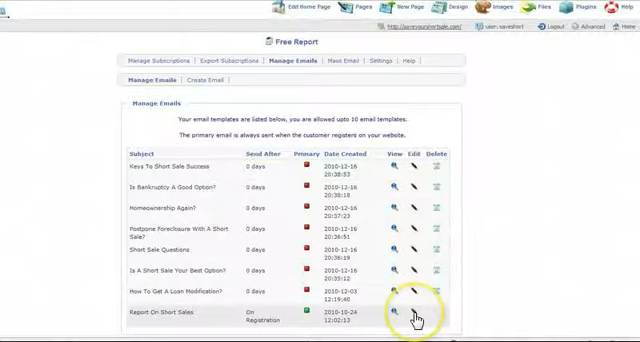 Edit Home Page Pages New Page Design Images Files Plugins Help
http://saveyourshortsale.com/ user: saveshort Logout Advanced Home
Free Report
Manage Subscriptions | Export Subscriptions | Manage Emails | Mass Email | Settings | Help |
Manage Emails | Create Email |
Manage Emails
Your email templates are listed below, you are allowed upto 10 email templates.
The primary email is always sent when the customer registers on your website.
Subject Send After Primary Date Created View Edit Delete
Keys To Short Sale Success 0 days 2010-12-16
20:38:53
Is Bankruptcy A Good Option? 0 days 2010-12-16
20:38:18
Homeownership Again? 0 days 2010-12-16
20:37:23
Postpone Foreclosure With A Short 0 days 2010-12-16
Sale? 20:36:51
Short Sale Questions 0 days 2010-12-16
20:36:19
Is A Short Sale Your Best Option? 0 days 2010-12-16
20:35:12
How To Get A Loan Modification? 0 days 2010-12-03
12:19:40
Report On Short Sales On 2010-10-24
Registration 12:02:13